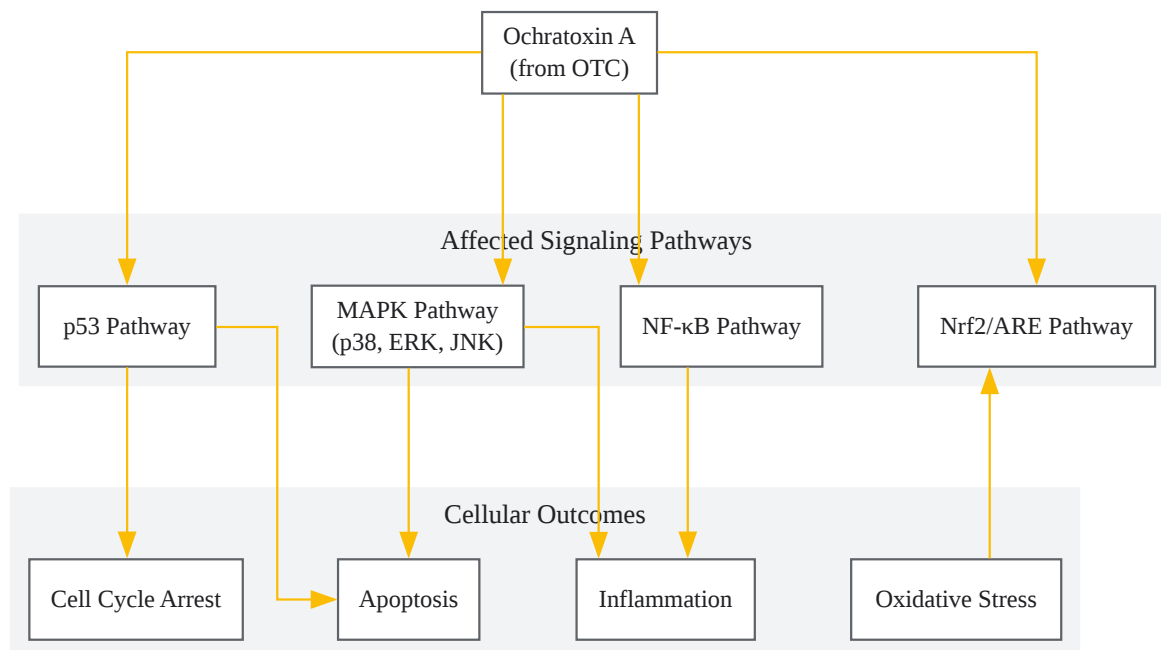 Ochratoxin A
(from OTC)
Affected Signaling Pathways
p53 Pathway
MAPK Pathway
(p38, ERK, JNK)
NF-κB Pathway
Nrf2/ARE Pathway
Cellular Outcomes
Cell Cycle Arrest
Apoptosis
Inflammation
Oxidative Stress